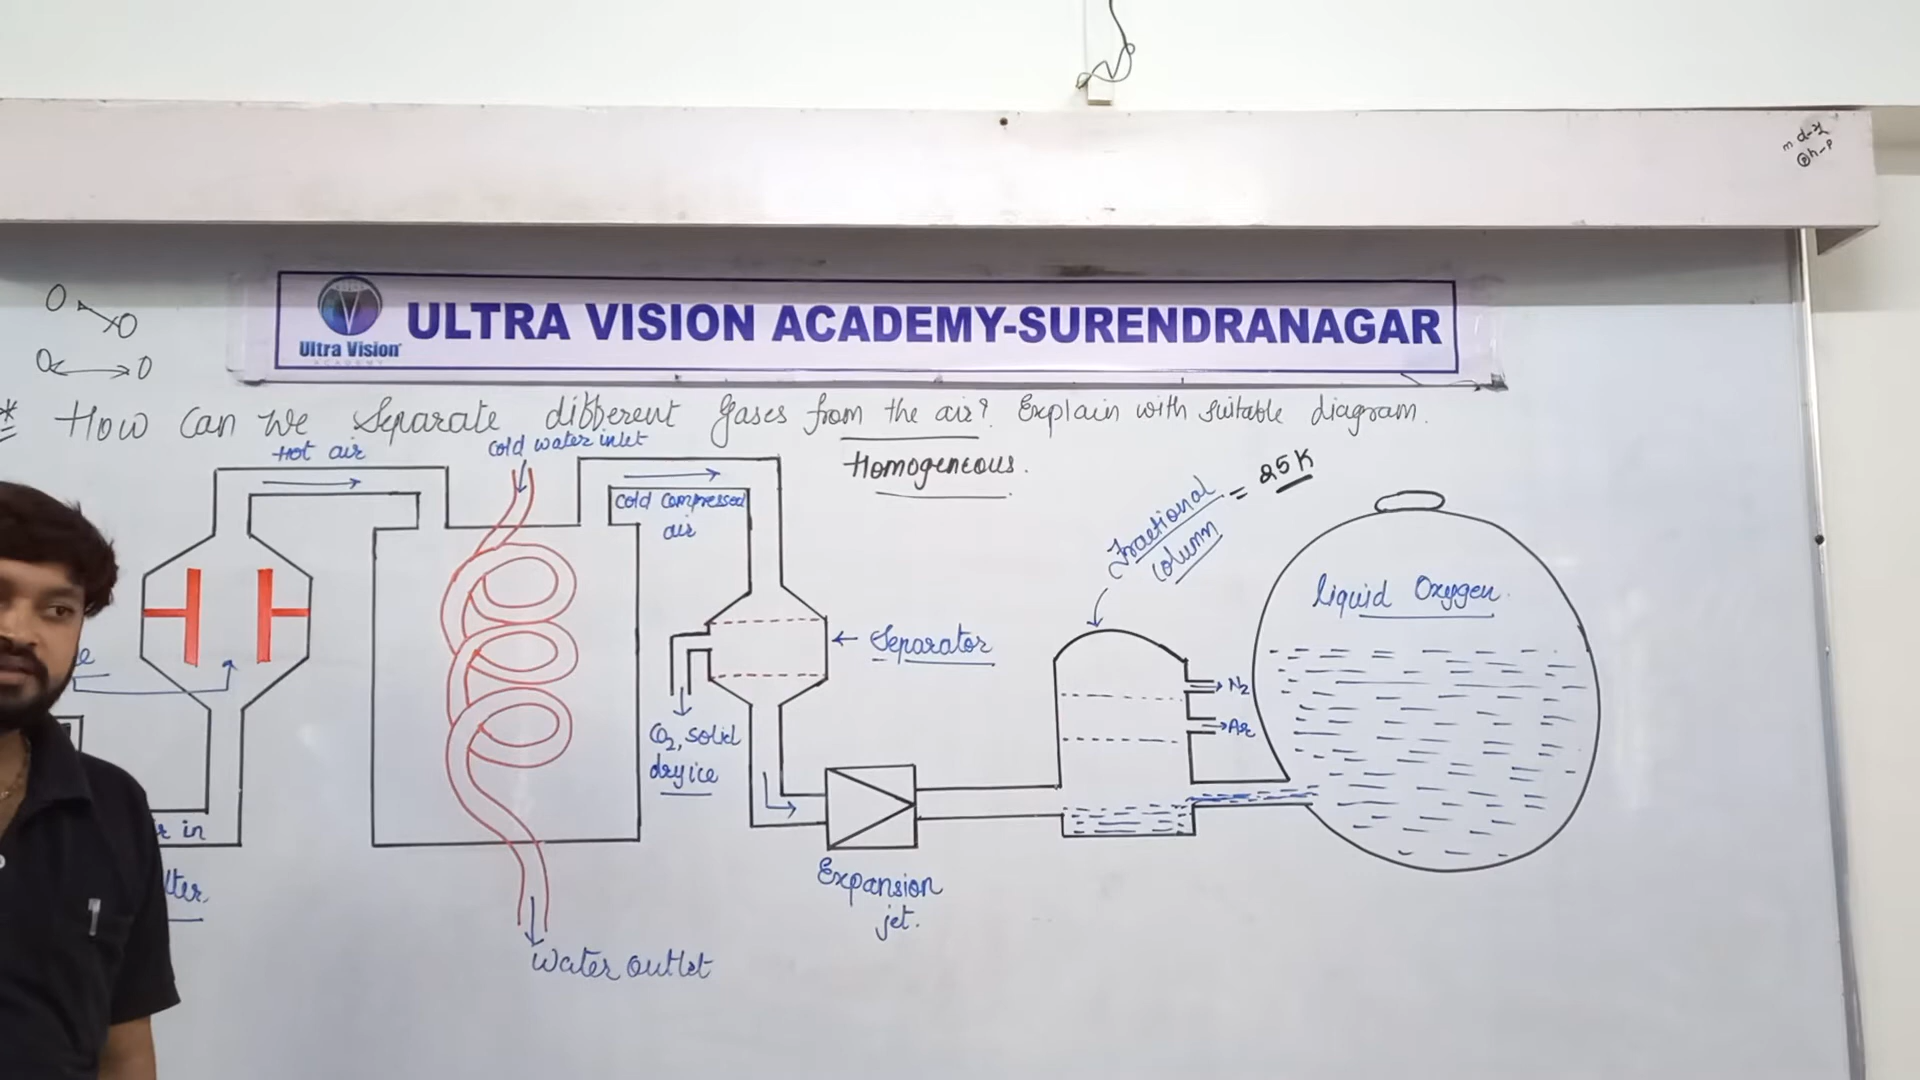 m d-य
@h-p
ULTRA VISION ACADEMY-SURENDRANAGAR
Ultra Vision
ACADEMY
O O
O O
* How can we separate different gases from the air? Explain with suitable diagram.
Homogeneous.
Hot air
cold water inlet
cold compressed
air
Fractional
column
= 25K
liquid Oxygen.
← Separator
N2
Ar
CO2, solid
dry ice
r in
lter.
Expansion
jet.
Water outlet